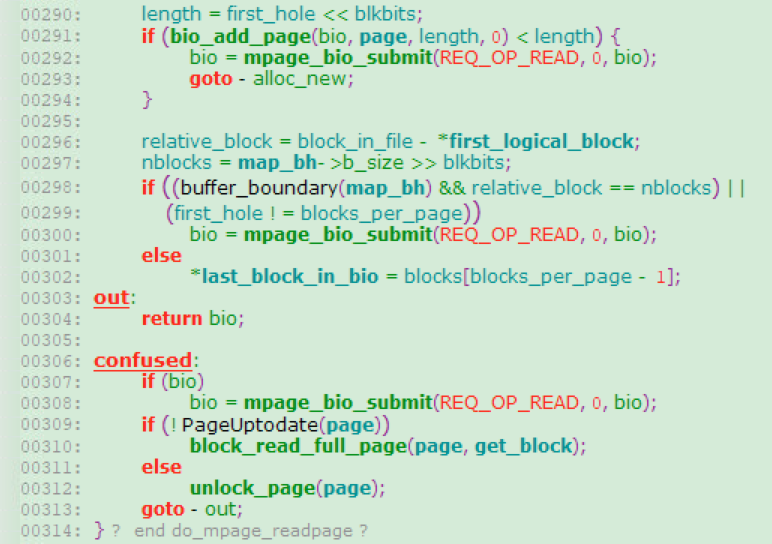 00290: length = first_hole << blkbits;
00291: if (bio_add_page(bio, page, length, 0) < length) {
00292: bio = mpage_bio_submit(REQ_OP_READ, 0, bio);
00293: goto - alloc_new;
00294: }
00295:
00296: relative_block = block_in_file - *first_logical_block;
00297: nblocks = map_bh->b_size >> blkbits;
00298: if ((buffer_boundary(map_bh) && relative_block == nblocks) ||
00299: (first_hole != blocks_per_page))
00300: bio = mpage_bio_submit(REQ_OP_READ, 0, bio);
00301: else
00302: *last_block_in_bio = blocks[blocks_per_page - 1];
00303: out:
00304: return bio;
00305:
00306: confused:
00307: if (bio)
00308: bio = mpage_bio_submit(REQ_OP_READ, 0, bio);
00309: if (!PageUptodate(page))
00310: block_read_full_page(page, get_block);
00311: else
00312: unlock_page(page);
00313: goto - out;
00314: } ? end do_mpage_readpage ?